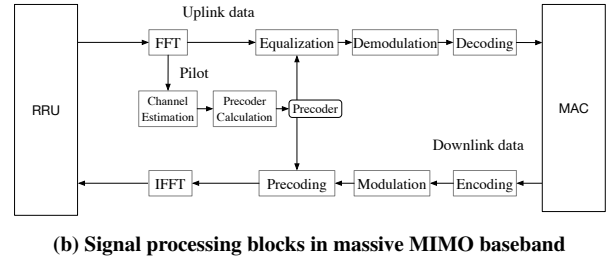 Uplink data
FFT
Equalization
Demodulation
Decoding
Pilot
RRU
Channel
Estimation
Precoder
Calculation
Precoder
MAC
Downlink data
IFFT
Precoding
Modulation
Encoding
(b) Signal processing blocks in massive MIMO baseband